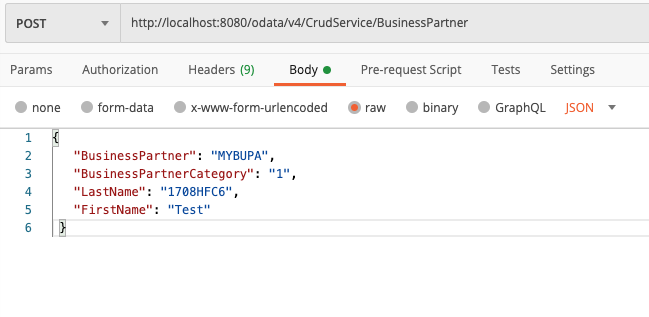 POST http://localhost:8080/odata/v4/CrudService/BusinessPartner
Params Authorization Headers (9) Body Pre-request Script Tests Settings
none form-data x-www-form-urlencoded raw binary GraphQL JSON
1 {
2 "BusinessPartner": "MYBUPA",
3 "BusinessPartnerCategory": "1",
4 "LastName": "1708HFC6",
5 "FirstName": "Test"
6 }